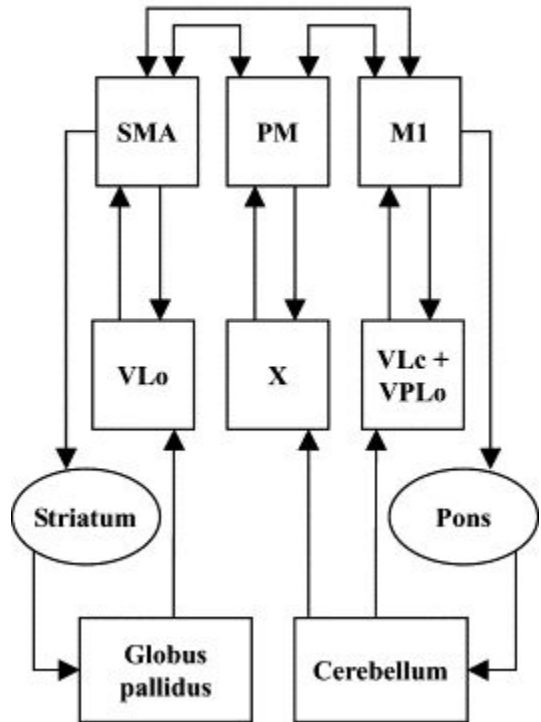 SMA
PM
M1
VLo
X
VLc +
VPLo
Striatum
Pons
Globus
pallidus
Cerebellum